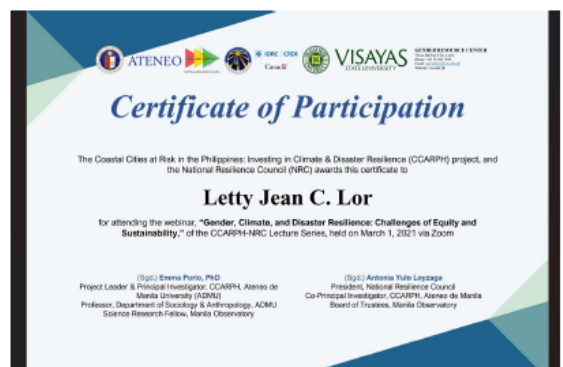 ATENEO
IDRC | CRDI
Canada
VISAYAS
STATE UNIVERSITY
GENDER RESOURCE CENTER
Certificate of Participation
The Coastal Cities at Risk in the Philippines: Investing in Climate & Disaster Resilience (CCARPH) project, and
the National Resilience Council (NRC) awards this certificate to
Letty Jean C. Lor
for attending the webinar, “Gender, Climate, and Disaster Resilience: Challenges of Equity and
Sustainability,” of the CCARPH-NRC Lecture Series, held on March 1, 2021 via Zoom
(Sgd.) Emma Porio, PhD
Project Leader & Principal Investigator, CCARPH, Ateneo de
Manila University (ADMU)
Professor, Department of Sociology & Anthropology, ADMU
Science Research Fellow, Manila Observatory
(Sgd.) Antonia Yulo Loyzaga
President, National Resilience Council
Co-Principal Investigator, CCARPH, Ateneo de Manila
Board of Trustees, Manila Observatory